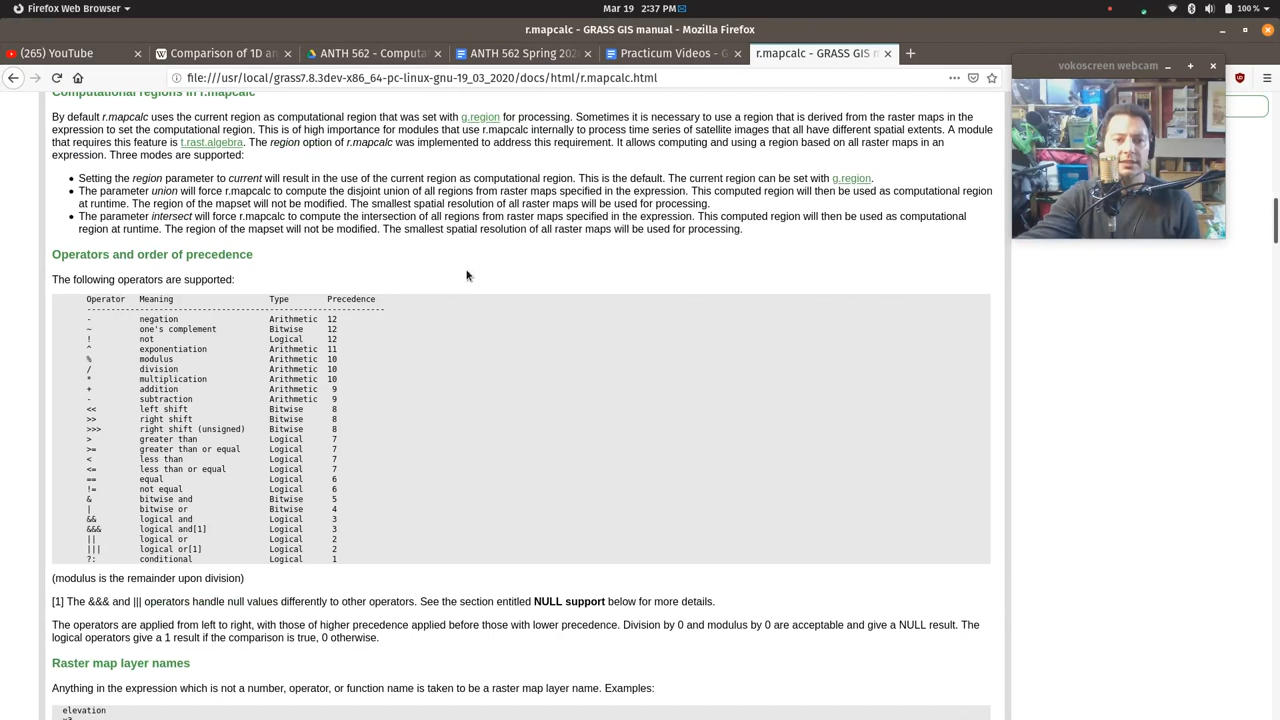 Firefox Web Browser
Mar 19 2:37 PM
100 %
r.mapcalc - GRASS GIS manual - Mozilla Firefox
(265) YouTube
Comparison of 1D an
ANTH 562 - Computa
ANTH 562 Spring 202
Practicum Videos - G
r.mapcalc - GRASS GIS m
file:///usr/local/grass7.8.3dev-x86_64-pc-linux-gnu-19_03_2020/docs/html/r.mapcalc.html
vokoscreen webcam
Computational regions in r.mapcalc
By default r.mapcalc uses the current region as computational region that was set with g.region for processing. Sometimes it is necessary to use a region that is derived from the raster maps in the
expression to set the computational region. This is of high importance for modules that use r.mapcalc internally to process time series of satellite images that all have different spatial extents. A module
that requires this feature is t.rast.algebra. The region option of r.mapcalc was implemented to address this requirement. It allows computing and using a region based on all raster maps in an
expression. Three modes are supported:
• Setting the region parameter to current will result in the use of the current region as computational region. This is the default. The current region can be set with g.region.
• The parameter union will force r.mapcalc to compute the disjoint union of all regions from raster maps specified in the expression. This computed region will then be used as computational region
at runtime. The region of the mapset will not be modified. The smallest spatial resolution of all raster maps will be used for processing.
• The parameter intersect will force r.mapcalc to compute the intersection of all regions from raster maps specified in the expression. This computed region will then be used as computational
region at runtime. The region of the mapset will not be modified. The smallest spatial resolution of all raster maps will be used for processing.
Operators and order of precedence
The following operators are supported:
Operator Meaning Type Precedence
--------------------------------------------------------------
- negation Arithmetic 12
~ one's complement Bitwise 12
! not Logical 12
^ exponentiation Arithmetic 11
% modulus Arithmetic 10
/ division Arithmetic 10
* multiplication Arithmetic 10
+ addition Arithmetic 9
- subtraction Arithmetic 9
<< left shift Bitwise 8
>> right shift Bitwise 8
>>> right shift (unsigned) Bitwise 8
> greater than Logical 7
>= greater than or equal Logical 7
< less than Logical 7
<= less than or equal Logical 7
== equal Logical 6
!= not equal Logical 6
& bitwise and Bitwise 5
| bitwise or Bitwise 4
&& logical and Logical 3
&&& logical and[1] Logical 3
|| logical or Logical 2
||| logical or[1] Logical 2
?: conditional Logical 1
(modulus is the remainder upon division)
[1] The &&& and ||| operators handle null values differently to other operators. See the section entitled NULL support below for more details.
The operators are applied from left to right, with those of higher precedence applied before those with lower precedence. Division by 0 and modulus by 0 are acceptable and give a NULL result. The
logical operators give a 1 result if the comparison is true, 0 otherwise.
Raster map layer names
Anything in the expression which is not a number, operator, or function name is taken to be a raster map layer name. Examples:
elevation